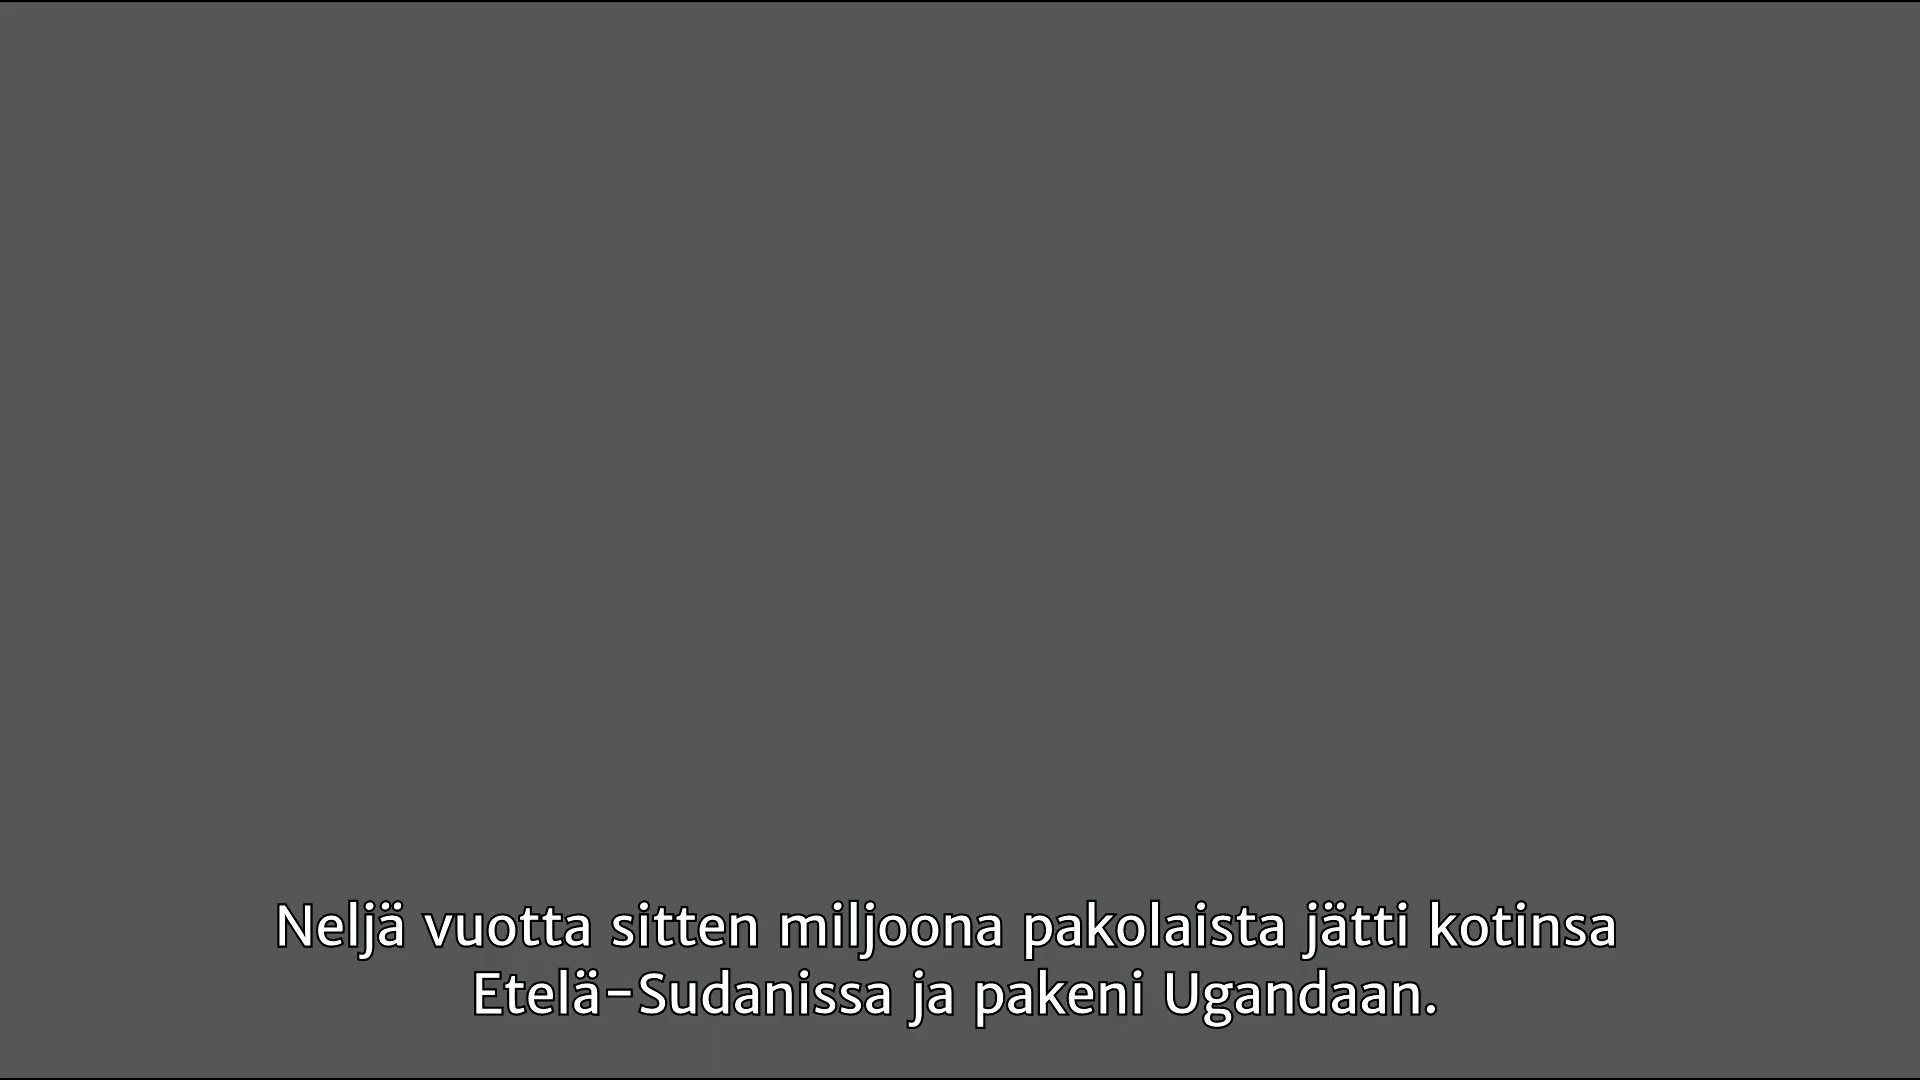 Neljä vuotta sitten miljoona pakolaista jätti kotinsa
Etelä-Sudanissa ja pakeni Ugandaan.